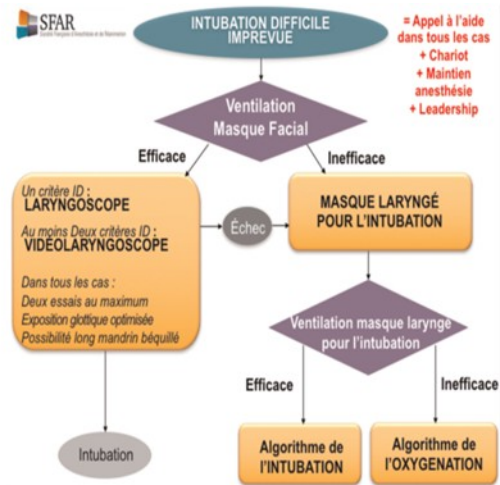 SFAR
Société Française d'Anesthésie et de Réanimation
INTUBATION DIFFICILE
IMPREVUE
= Appel à l'aide
dans tous les cas
+ Chariot
+ Maintien
anesthésie
+ Leadership
Ventilation
Masque Facial
Efficace
Inefficace
Un critère ID :
LARYNGOSCOPE
Au moins Deux critères ID :
VIDÉOLARYNGOSCOPE
Dans tous les cas :
Deux essais au maximum
Exposition glottique optimisée
Possibilité long mandrin béquillé
Échec
MASQUE LARYNGÉ
POUR L'INTUBATION
Ventilation masque larynge
pour l'intubation
Efficace
Inefficace
Intubation
Algorithme de
l'INTUBATION
Algorithme de
l'OXYGENATION